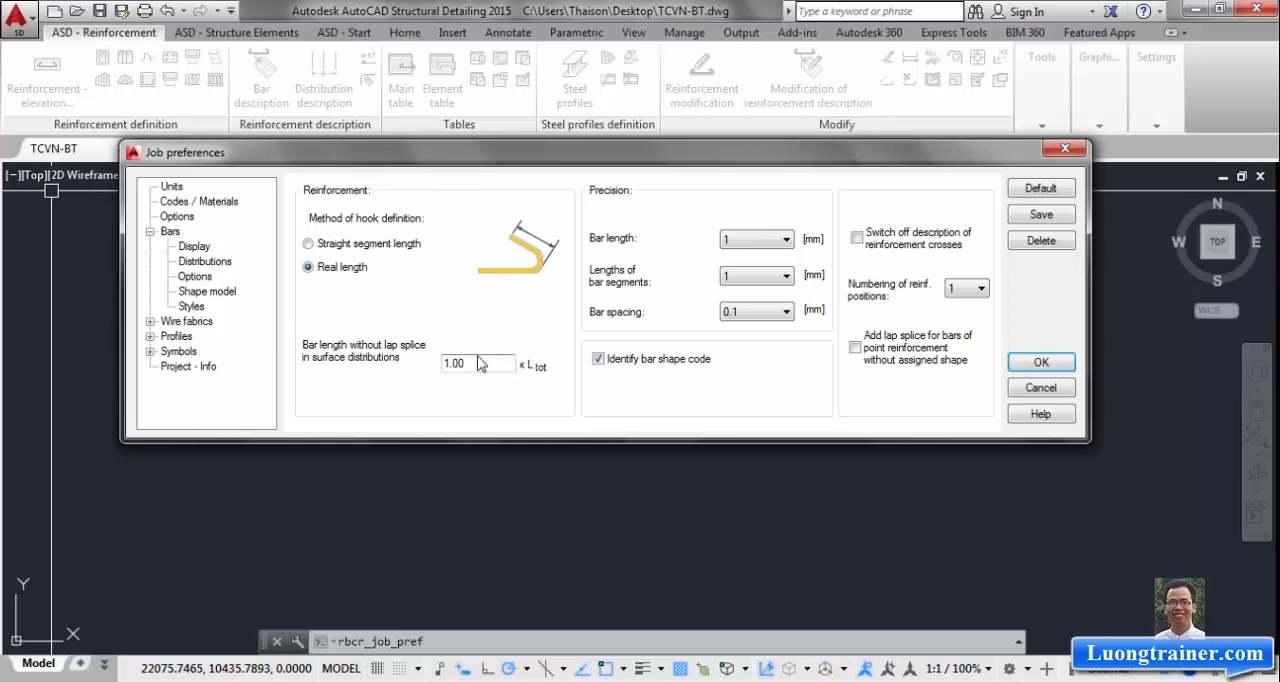 Autodesk AutoCAD Structural Detailing 2015 C:\Users\Thaison\Desktop\TCVN-BT.dwg
Type a keyword or phrase
Sign In
SD
ASD - Reinforcement
ASD - Structure Elements
ASD - Start
Home
Insert
Annotate
Parametric
View
Manage
Output
Add-ins
Autodesk 360
Express Tools
BIM 360
Featured Apps
Reinforcement -
elevation...
Bar
description
Distribution
description
Main
table
Element
table
Steel
profiles
Reinforcement
modification
Modification of
reinforcement description
Tools
Graphi...
Settings
Reinforcement definition
Reinforcement description
Tables
Steel profiles definition
Modify
TCVN-BT
Job preferences
[−][Top][2D Wireframe
Units
Codes / Materials
Options
Bars
Display
Distributions
Options
Shape model
Styles
Wire fabrics
Profiles
Symbols
Project - Info
Reinforcement:
Method of hook definition:
Straight segment length
Real length
Bar length without lap splice
in surface distributions
1.00
x L tot
Precision:
Bar length:
1
[mm]
Lengths of
bar segments:
1
[mm]
Bar spacing:
0.1
[mm]
Identify bar shape code
Switch off description of
reinforcement crosses
Numbering of reinf.
positions:
1
Add lap splice for bars of
point reinforcement
without assigned shape
Default
Save
Delete
OK
Cancel
Help
N
W
TOP
E
S
WCS
Y
X
rbcr_job_pref
Luongtrainer.com
Model
22075.7465, 10435.7893, 0.0000
MODEL
1:1 / 100%